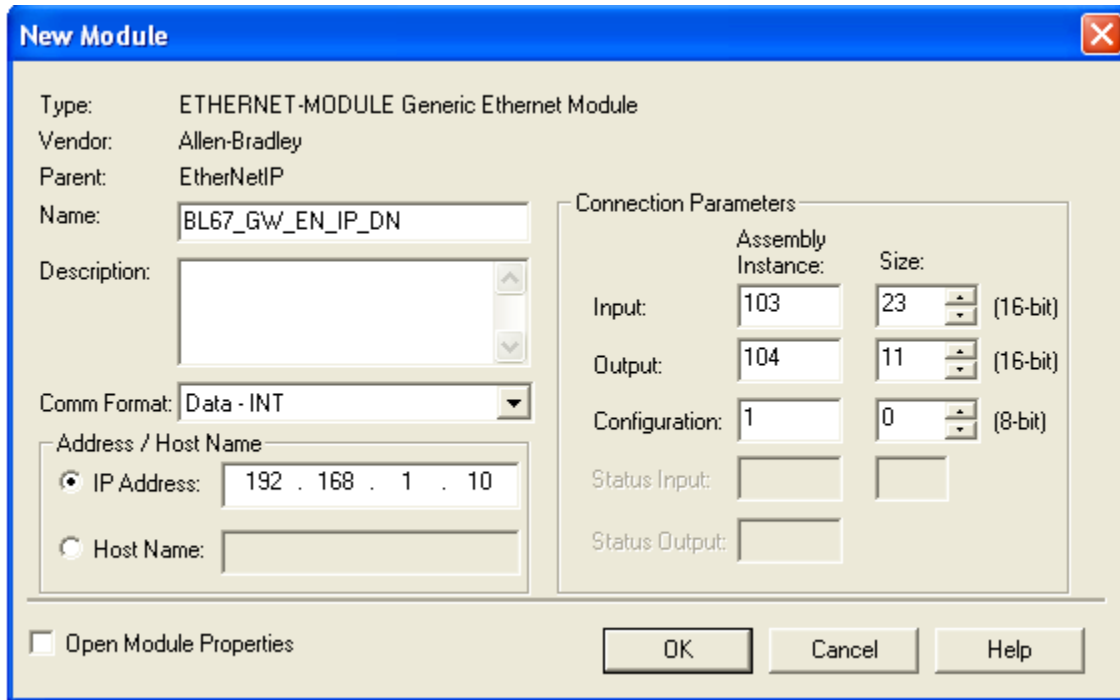 New Module
Type: ETHERNET-MODULE Generic Ethernet Module
Vendor: Allen-Bradley
Parent: EtherNetIP
Name: BL67_GW_EN_IP_DN
Description:
Comm Format: Data - INT
Address / Host Name
IP Address: 192 . 168 . 1 . 10
Host Name:
Connection Parameters
Assembly
Instance: Size:
Input: 103 23 (16-bit)
Output: 104 11 (16-bit)
Configuration: 1 0 (8-bit)
Status Input:
Status Output:
Open Module Properties
OK Cancel Help